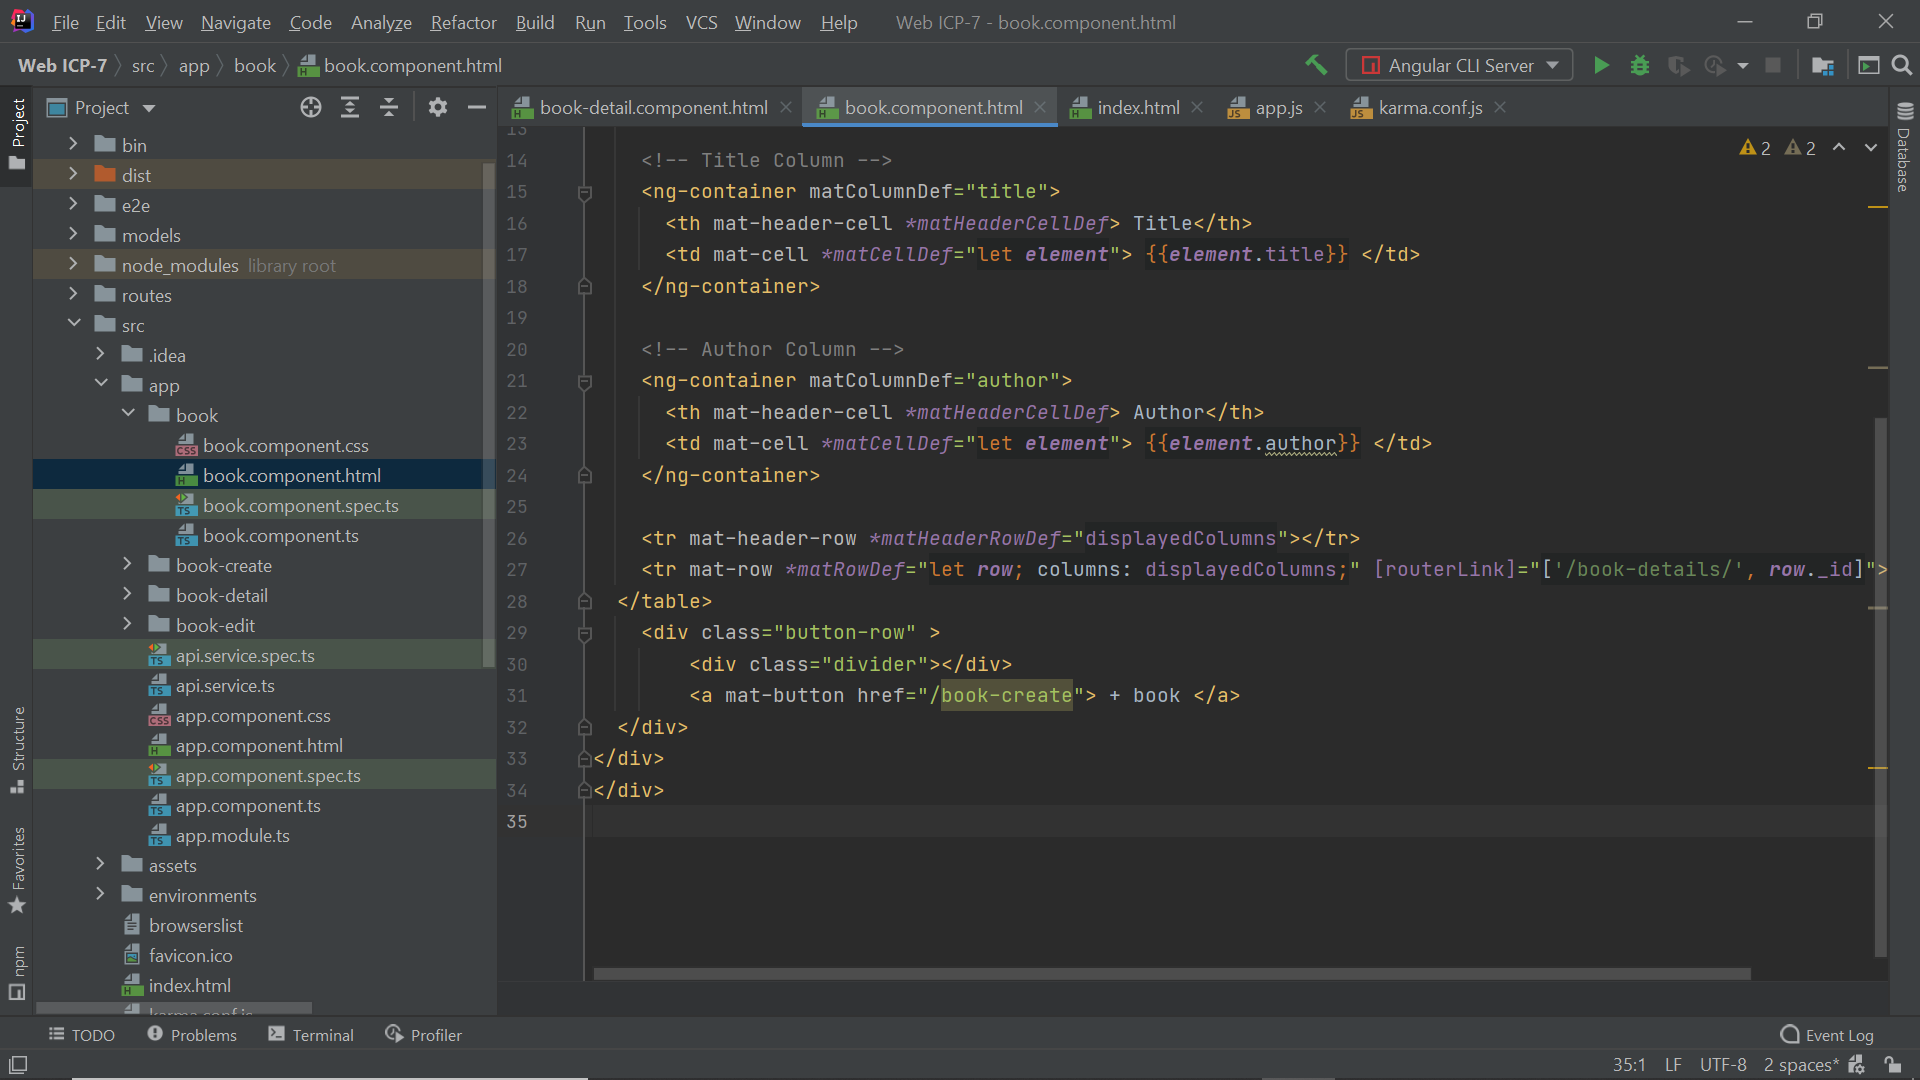 File Edit View Navigate Code Analyze Refactor Build Run Tools VCS Window Help Web ICP-7 - book.component.html
Web ICP-7 src app book book.component.html Angular CLI Server
Project
book-detail.component.html book.component.html index.html app.js karma.conf.js
Project
Structure
Favorites
npm
Database
bin
dist
e2e
models
node_modules library root
routes
src
.idea
app
book
book.component.css
book.component.html
book.component.spec.ts
book.component.ts
book-create
book-detail
book-edit
api.service.spec.ts
api.service.ts
app.component.css
app.component.html
app.component.spec.ts
app.component.ts
app.module.ts
assets
environments
browserslist
favicon.ico
index.html
karma.conf.js
2 2
13
14 <!-- Title Column -->
15 <ng-container matColumnDef="title">
16 <th mat-header-cell *matHeaderCellDef> Title</th>
17 <td mat-cell *matCellDef="let element"> {{element.title}} </td>
18 </ng-container>
19
20 <!-- Author Column -->
21 <ng-container matColumnDef="author">
22 <th mat-header-cell *matHeaderCellDef> Author</th>
23 <td mat-cell *matCellDef="let element"> {{element.author}} </td>
24 </ng-container>
25
26 <tr mat-header-row *matHeaderRowDef="displayedColumns"></tr>
27 <tr mat-row *matRowDef="let row; columns: displayedColumns;" [routerLink]="['/book-details/', row._id]">
28 </table>
29 <div class="button-row" >
30 <div class="divider"></div>
31 <a mat-button href="/book-create"> + book </a>
32 </div>
33 </div>
34 </div>
35
TODO Problems Terminal Profiler Event Log
35:1 LF UTF-8 2 spaces*